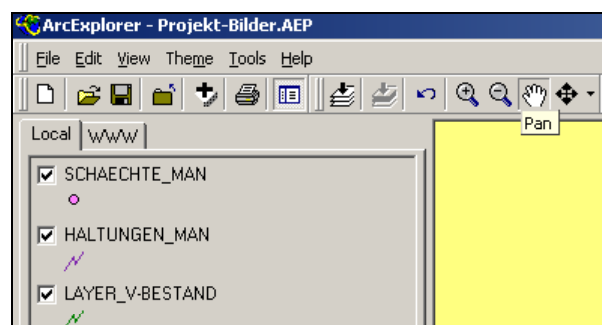 ArcExplorer - Projekt-Bilder.AEP
File Edit View Theme Tools Help
Pan
Local WWW
SCHAECHTE_MAN
HALTUNGEN_MAN
LAYER_V-BESTAND